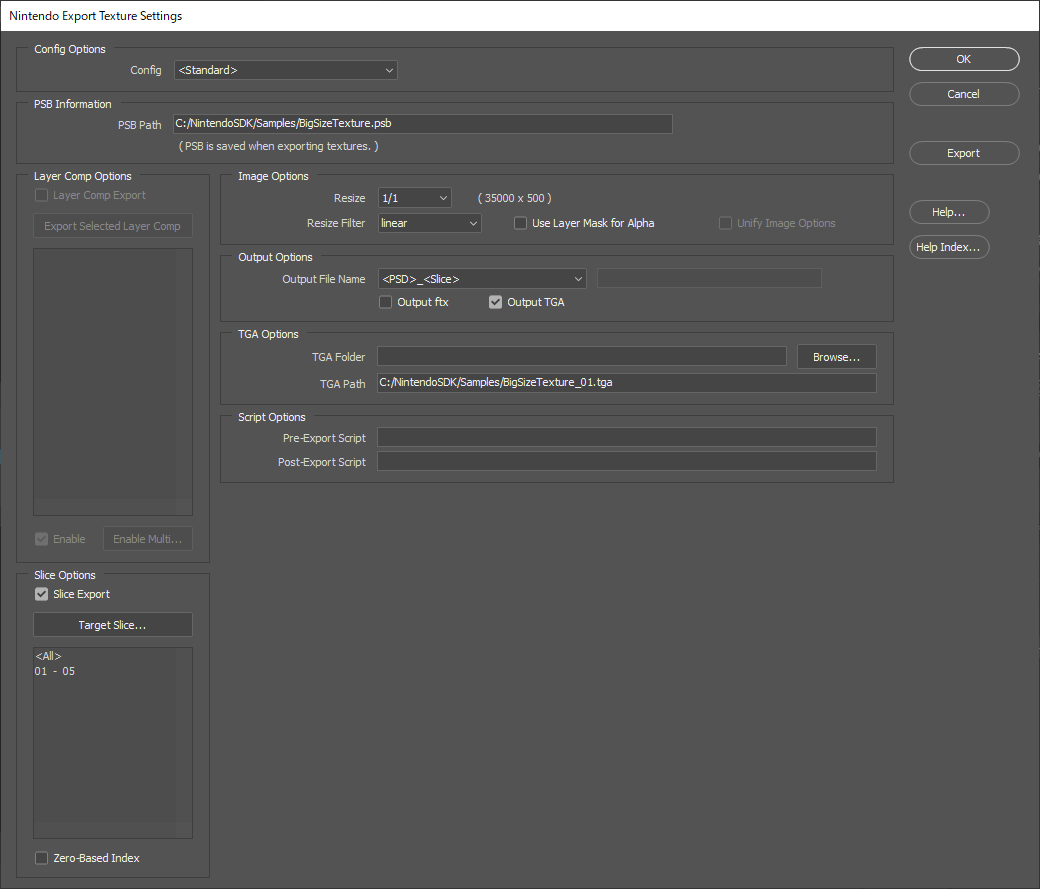 Nintendo Export Texture Settings
Config Options
Config <Standard>
OK
Cancel
Export
Help...
Help Index...
PSB Information
PSB Path C:/NintendoSDK/Samples/BigSizeTexture.psb
( PSB is saved when exporting textures. )
Layer Comp Options
Layer Comp Export
Export Selected Layer Comp
Enable Enable Multi...
Slice Options
Slice Export
Target Slice...
<All>
01 - 05
Zero-Based Index
Image Options
Resize 1/1 ( 35000 x 500 )
Resize Filter linear Use Layer Mask for Alpha Unify Image Options
Output Options
Output File Name <PSD>_<Slice>
Output ftx Output TGA
TGA Options
TGA Folder Browse...
TGA Path C:/NintendoSDK/Samples/BigSizeTexture_01.tga
Script Options
Pre-Export Script
Post-Export Script